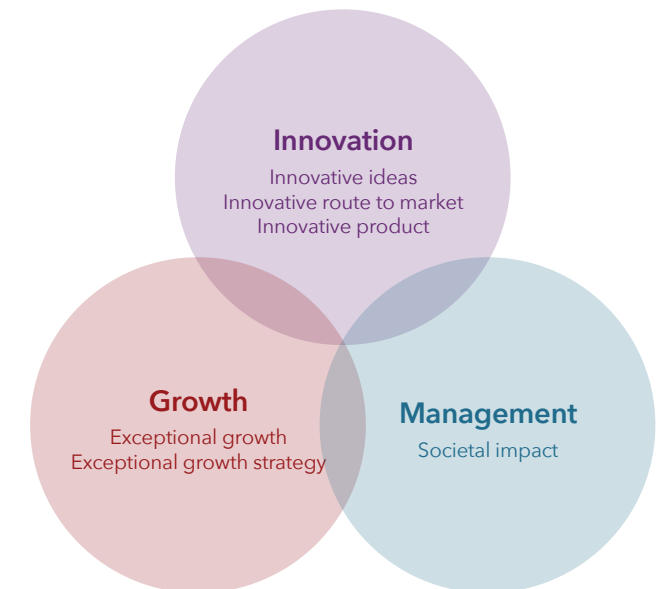 Innovation
Innovative ideas
Innovative route to market
Innovative product
Growth
Exceptional growth
Exceptional growth strategy
Management
Societal impact